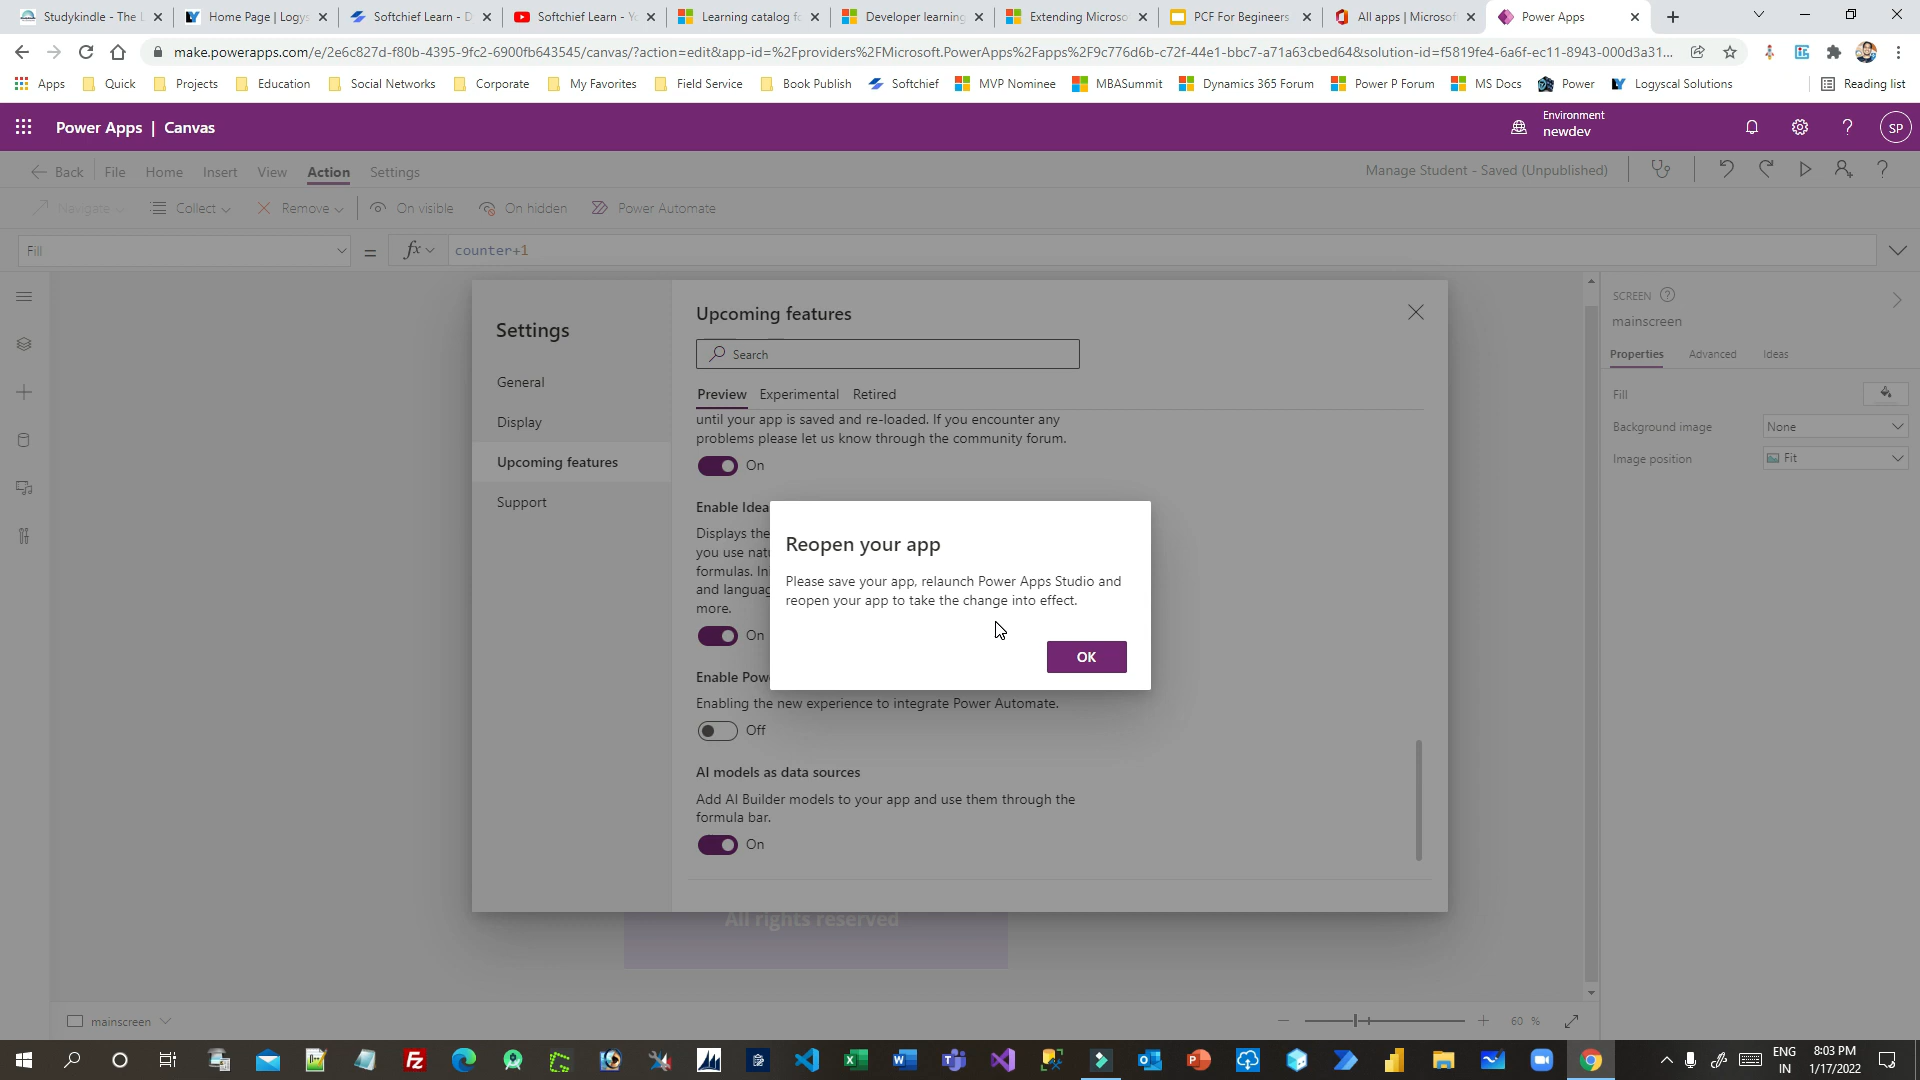 Studykindle - The L
Home Page | Logys
Softchief Learn - D
Softchief Learn - Yo
Learning catalog fo
Developer learning
Extending Microso
PCF For Begineers
All apps | Microsof
Power Apps
make.powerapps.com/e/2e6c827d-f80b-4395-9fc2-6900fb643545/canvas/?action=edit&app-id=%2Fproviders%2FMicrosoft.PowerApps%2Fapps%2F9c776d6b-c72f-44e1-bbc7-a71a63cbed64&solution-id=f5819fe4-6a6f-ec11-8943-000d3a31...
Apps Quick Projects Education Social Networks Corporate My Favorites Field Service Book Publish Softchief MVP Nominee MBASummit Dynamics 365 Forum Power P Forum MS Docs Power Logyscal Solutions Reading list
Power Apps | Canvas
Environment
newdev
SP
Back File Home Insert View Action Settings
Manage Student - Saved (Unpublished)
Navigate Collect Remove On visible On hidden Power Automate
Fill = fx counter+1
Settings
General
Display
Upcoming features
Support
Upcoming features
Search
Preview Experimental Retired
until your app is saved and re-loaded. If you encounter any
problems please let us know through the community forum.
On
Enable Idea
Displays the
you use natu
formulas. In
and languag
more.
On
Enable Pow
Enabling the new experience to integrate Power Automate.
Off
AI models as data sources
Add AI Builder models to your app and use them through the
formula bar.
On
Reopen your app
Please save your app, relaunch Power Apps Studio and
reopen your app to take the change into effect.
OK
All rights reserved
SCREEN
mainscreen
Properties Advanced Ideas
Fill
Background image None
Image position Fit
mainscreen
60 %
ENG
IN
8:03 PM
1/17/2022